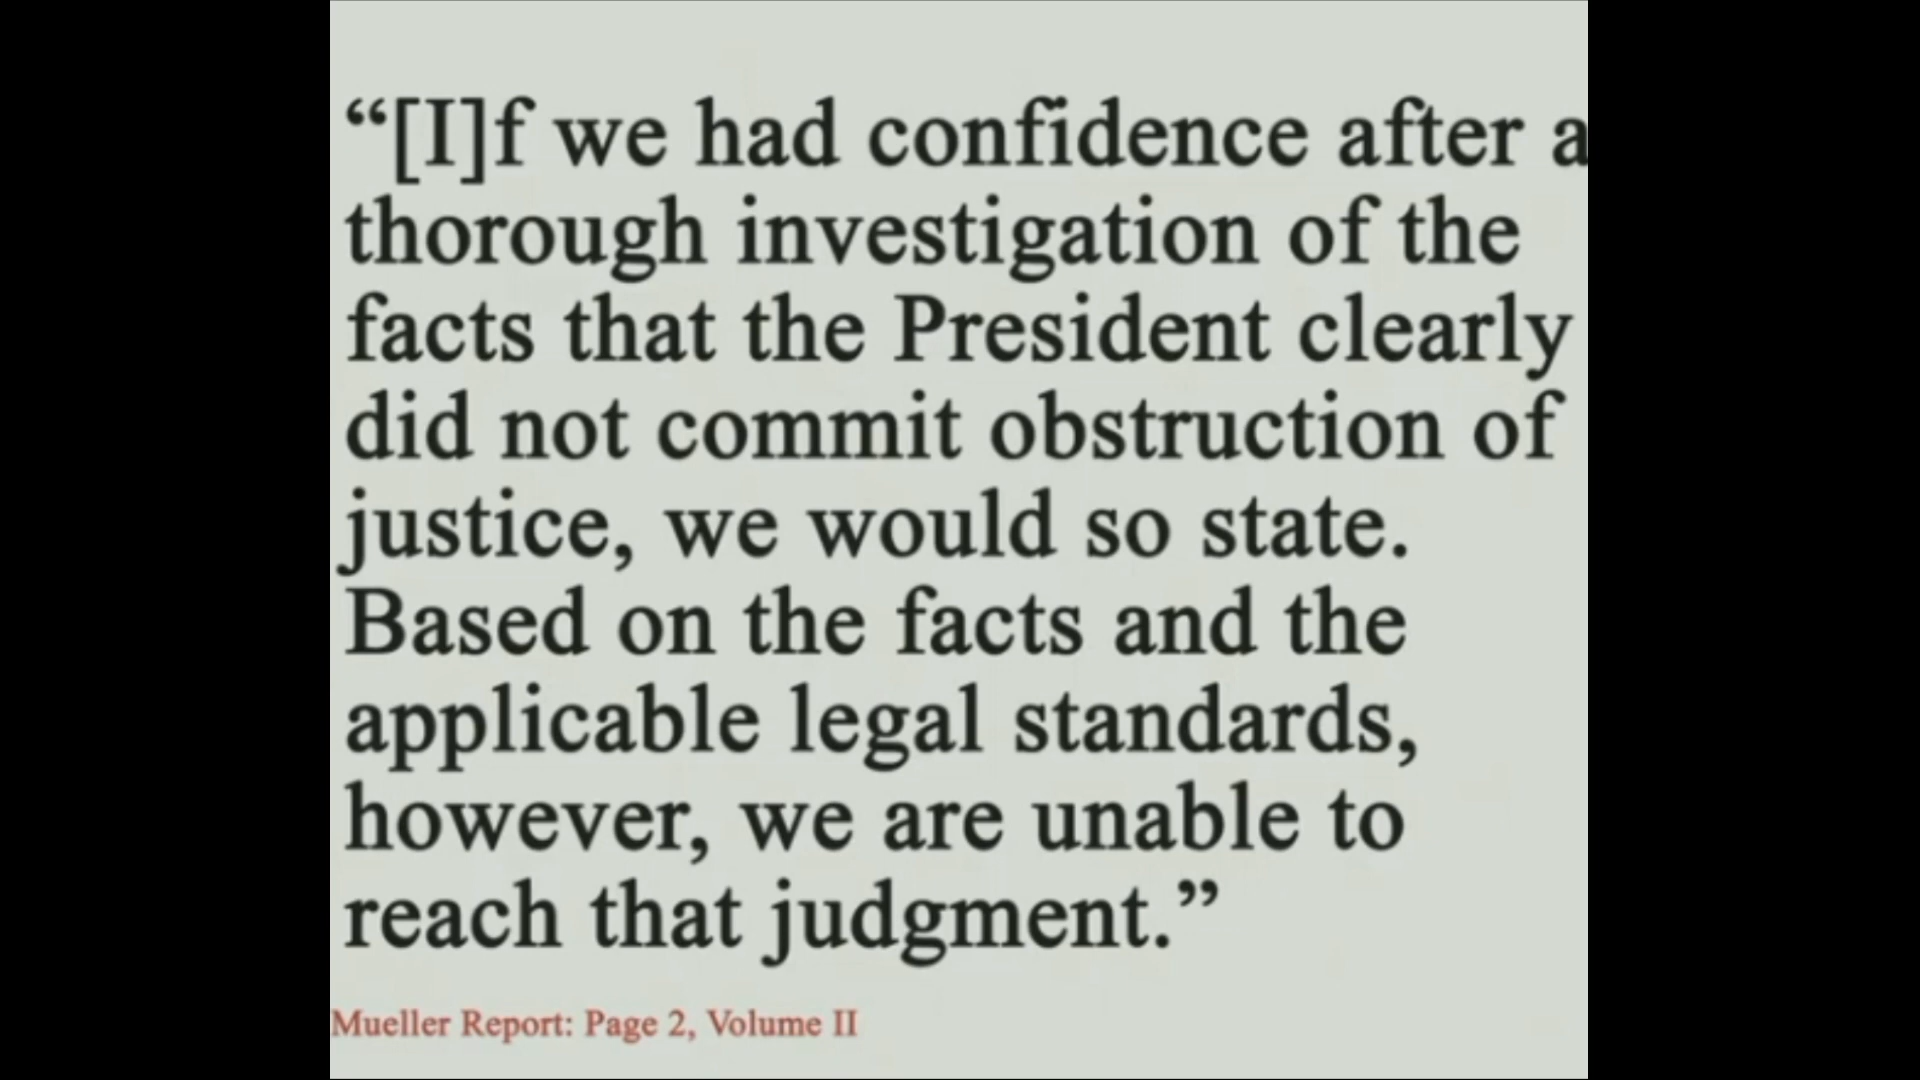 “[I]f we had confidence after a
thorough investigation of the
facts that the President clearly
did not commit obstruction of
justice, we would so state.
Based on the facts and the
applicable legal standards,
however, we are unable to
reach that judgment.”
Mueller Report: Page 2, Volume II